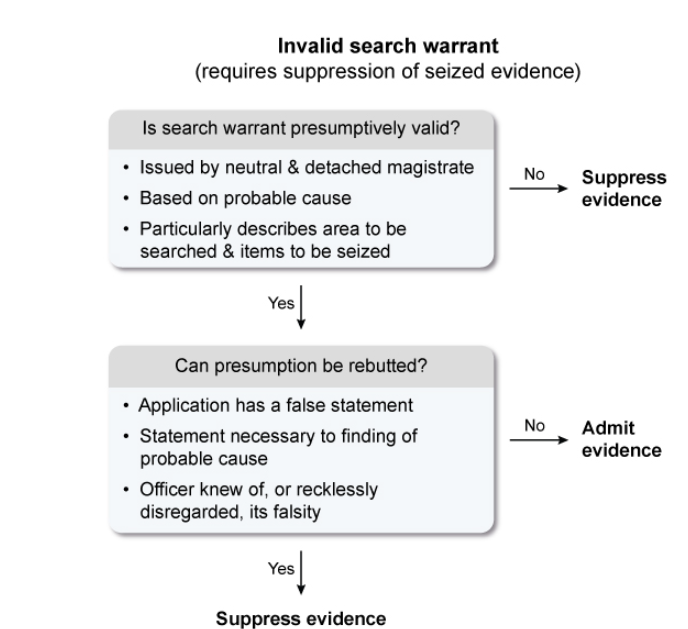 Invalid search warrant
(requires suppression of seized evidence)
Is search warrant presumptively valid?
• Issued by neutral & detached magistrate
• Based on probable cause
• Particularly describes area to be
searched & items to be seized
No
Suppress
evidence
Yes
Can presumption be rebutted?
• Application has a false statement
• Statement necessary to finding of
probable cause
• Officer knew of, or recklessly
disregarded, its falsity
No
Admit
evidence
Yes
Suppress evidence